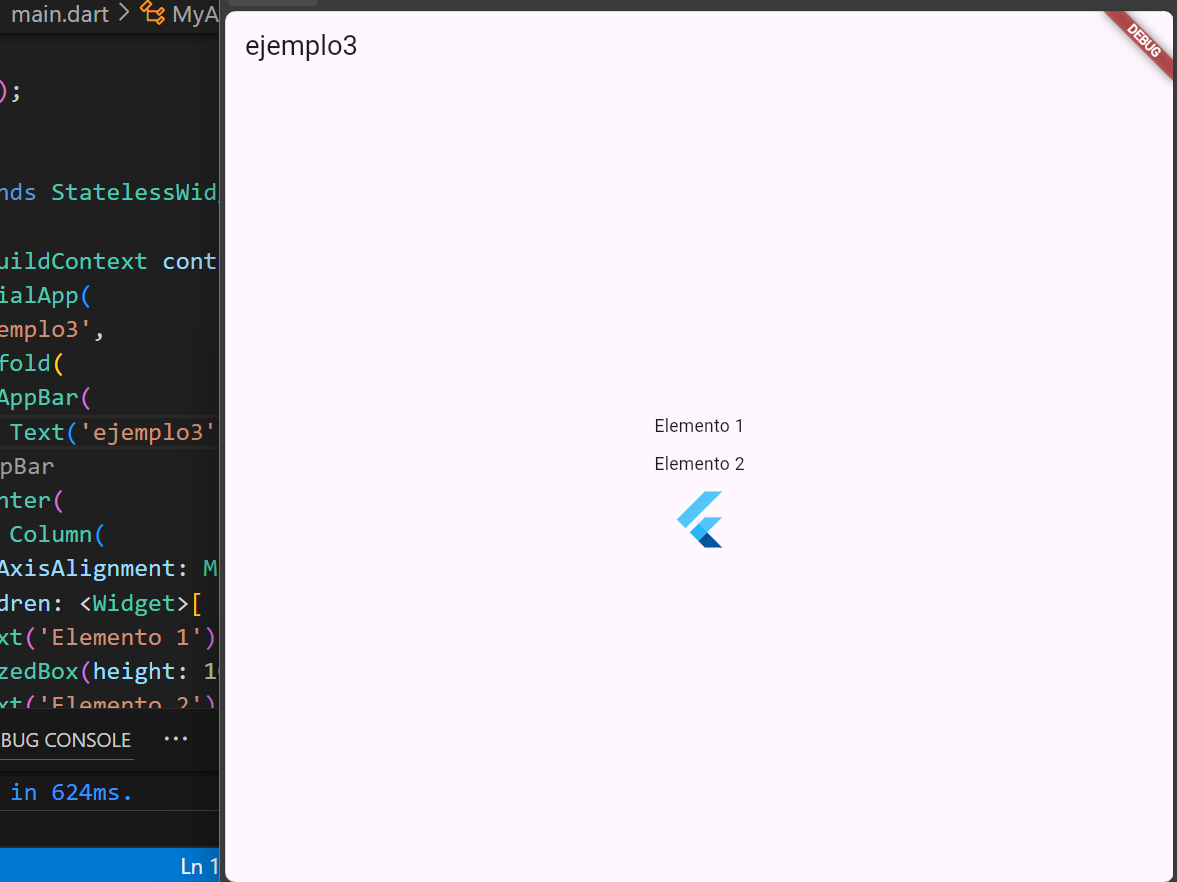 main.dart > MyA
);
nds StatelessWid
uildContext cont
ialApp(
emplo3',
fold(
AppBar(
Text('ejemplo3'
pBar
nter(
Column(
AxisAlignment: M
dren: <Widget>[
xt('Elemento 1')
zedBox(height: 1
xt('Elemento 2')
BUG CONSOLE ...
in 624ms.
Ln 1
ejemplo3
DEBUG
Elemento 1
Elemento 2